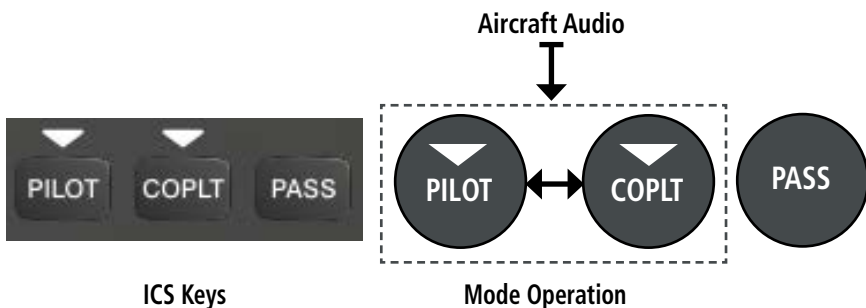 Aircraft Audio
PILOT COPLT PASS
PILOT COPLT PASS
ICS Keys
Mode Operation